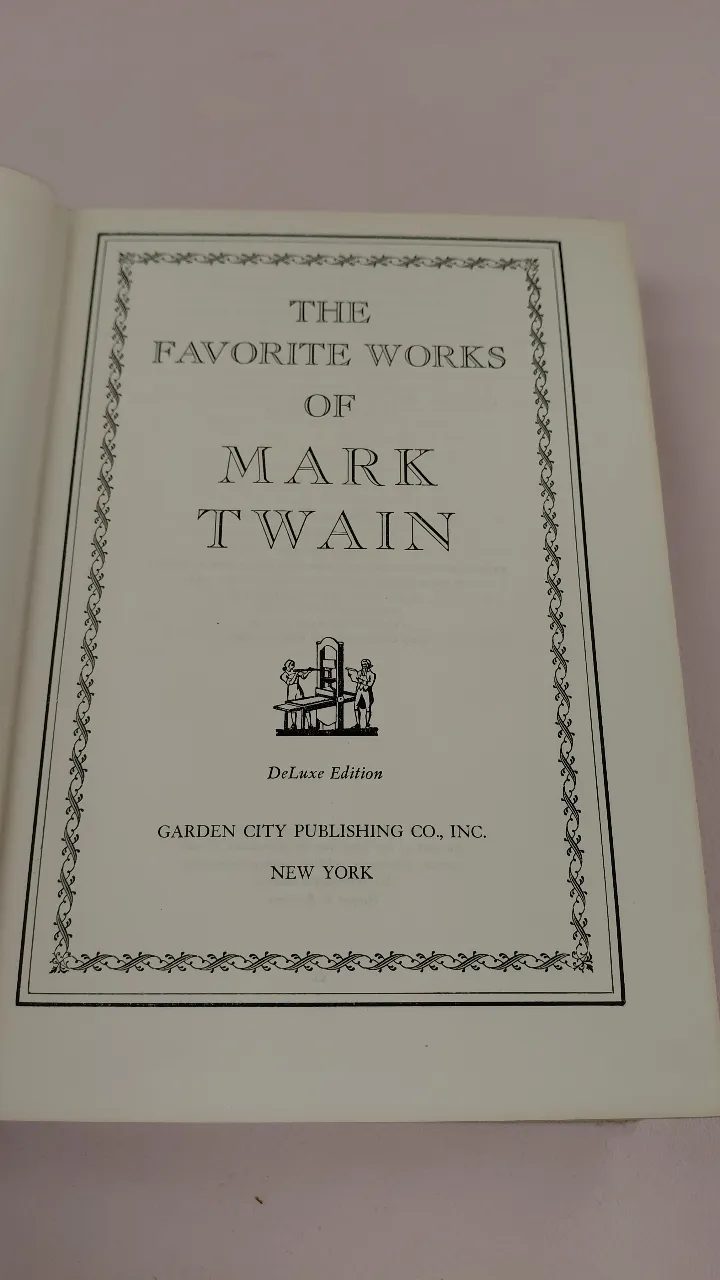 THE
FAVORITE WORKS
OF
MARK
TWAIN
DeLuxe Edition
GARDEN CITY PUBLISHING CO., INC.
NEW YORK